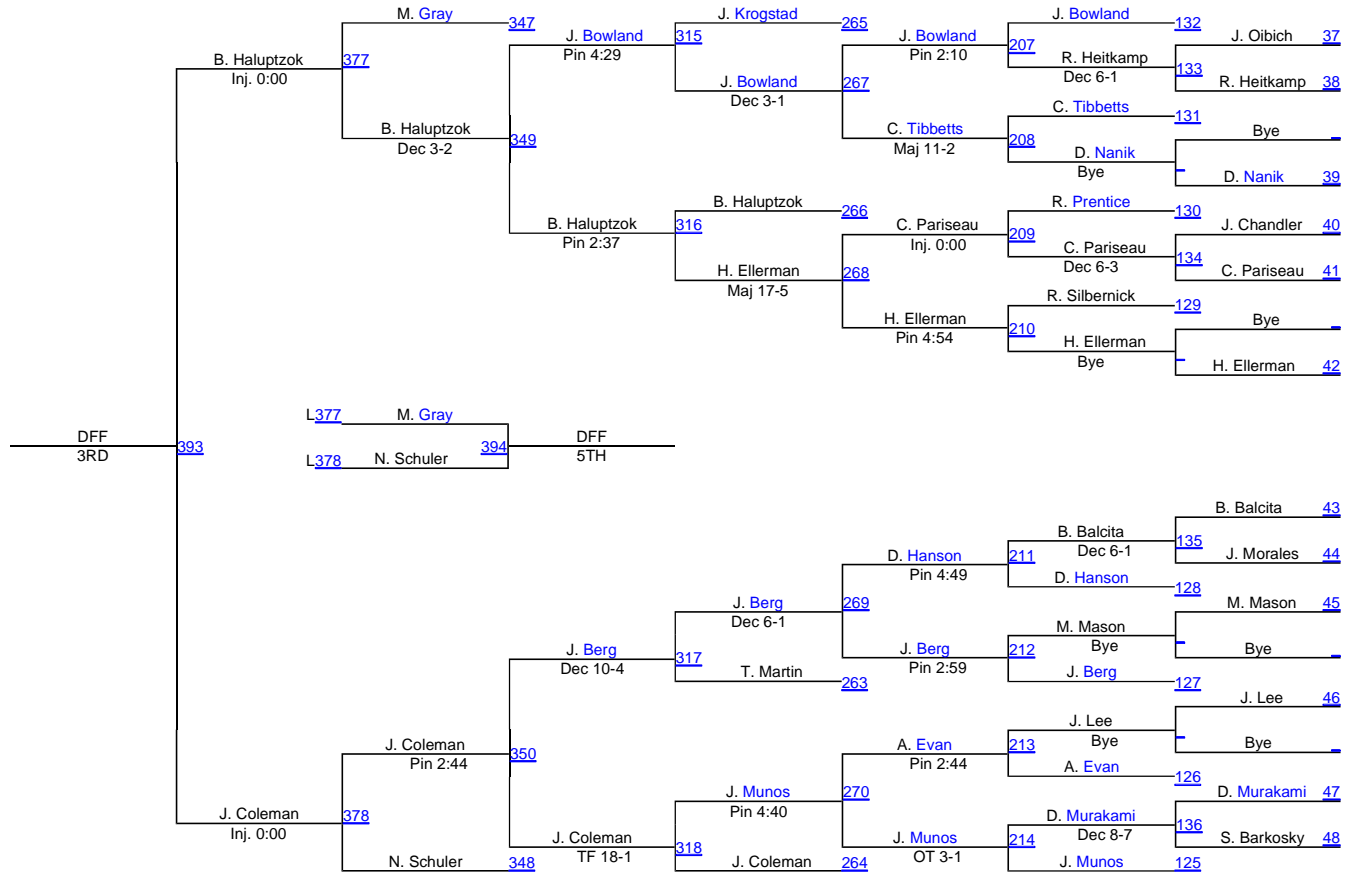 M. Gray 347
J. Krogstad 265
J. Bowland 132
J. Bowland 315
Pin 4:29
J. Bowland 207
Pin 2:10
J. Oibich 37
B. Haluptzok 377
Inj. 0:00
R. Heitkamp 133
Dec 6-1
J. Bowland 267
Dec 3-1
R. Heitkamp 38
C. Tibbetts 131
B. Haluptzok 349
Dec 3-2
C. Tibbetts 208
Maj 11-2
Bye
D. Nanik
Bye
D. Nanik 39
B. Haluptzok 266
R. Prentice 130
B. Haluptzok 316
Pin 2:37
C. Pariseau 209
Inj. 0:00
J. Chandler 40
C. Pariseau 134
Dec 6-3
H. Ellerman 268
Maj 17-5
C. Pariseau 41
R. Silbernick 129
H. Ellerman 210
Pin 4:54
Bye
H. Ellerman
Bye
H. Ellerman 42
L377 M. Gray
DFF 393
3RD
394 DFF
5TH
L378 N. Schuler
B. Balcita 43
B. Balcita 135
Dec 6-1
D. Hanson 211
Pin 4:49
J. Morales 44
D. Hanson 128
J. Berg 269
Dec 6-1
M. Mason 45
M. Mason
Bye
J. Berg 317
Dec 10-4
J. Berg 212
Pin 2:59
Bye
T. Martin 263
J. Berg 127
J. Lee 46
J. Lee
Bye
J. Coleman 350
Pin 2:44
A. Evan 213
Pin 2:44
Bye
A. Evan 126
J. Munos 270
Pin 4:40
D. Murakami 47
J. Coleman 378
Inj. 0:00
D. Murakami 136
Dec 8-7
J. Coleman 318
TF 18-1
J. Munos 214
OT 3-1
S. Barkosky 48
N. Schuler 348
J. Coleman 264
J. Munos 125